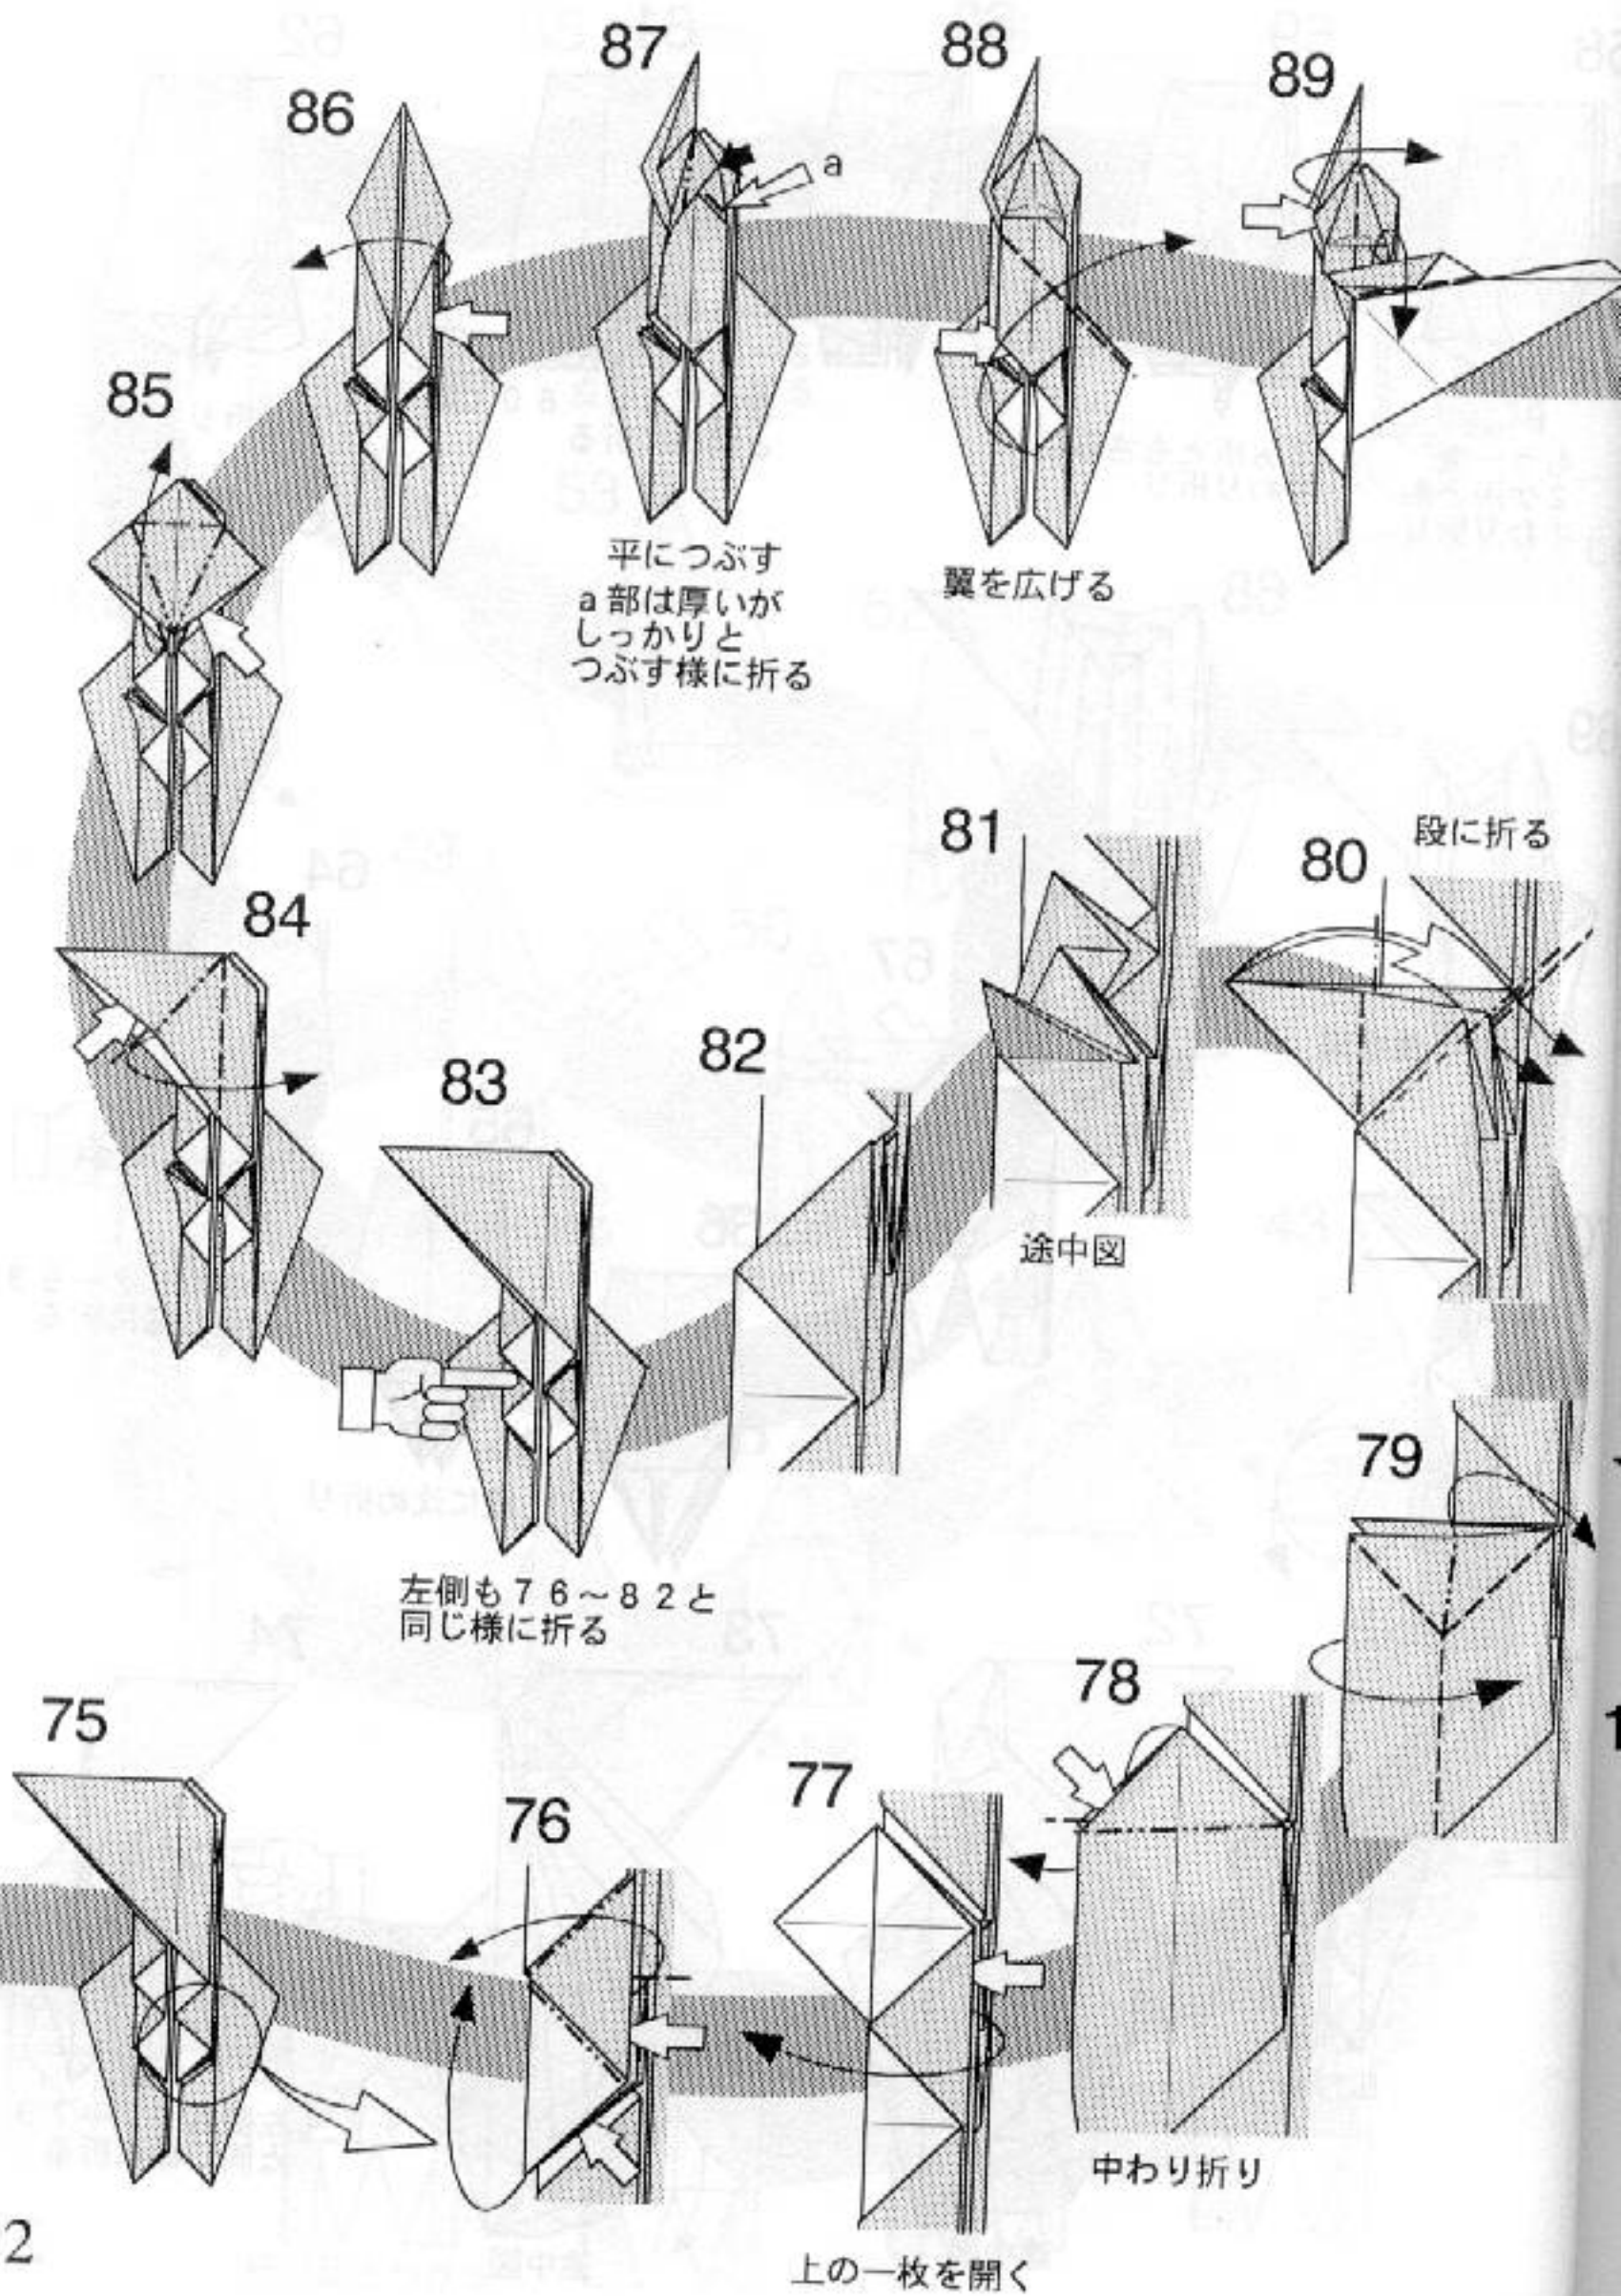 87
88
89
86
a
平につぶす
a部は厚いが
しっかりと
つぶす様に折る
翼を広げる
85
81
80
段に折る
84
82
83
途中図
79
左側も76～82と
同じ様に折る
78
75
77
76
中わり折り
上の一枚を開く
2